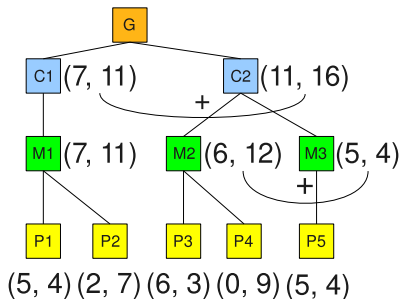 G
C1 (7, 11) C2 (11, 16)
+
M1 (7, 11) M2 (6, 12) M3 (5, 4)
+
P1 P2 P3 P4 P5
(5, 4) (2, 7) (6, 3) (0, 9) (5, 4)